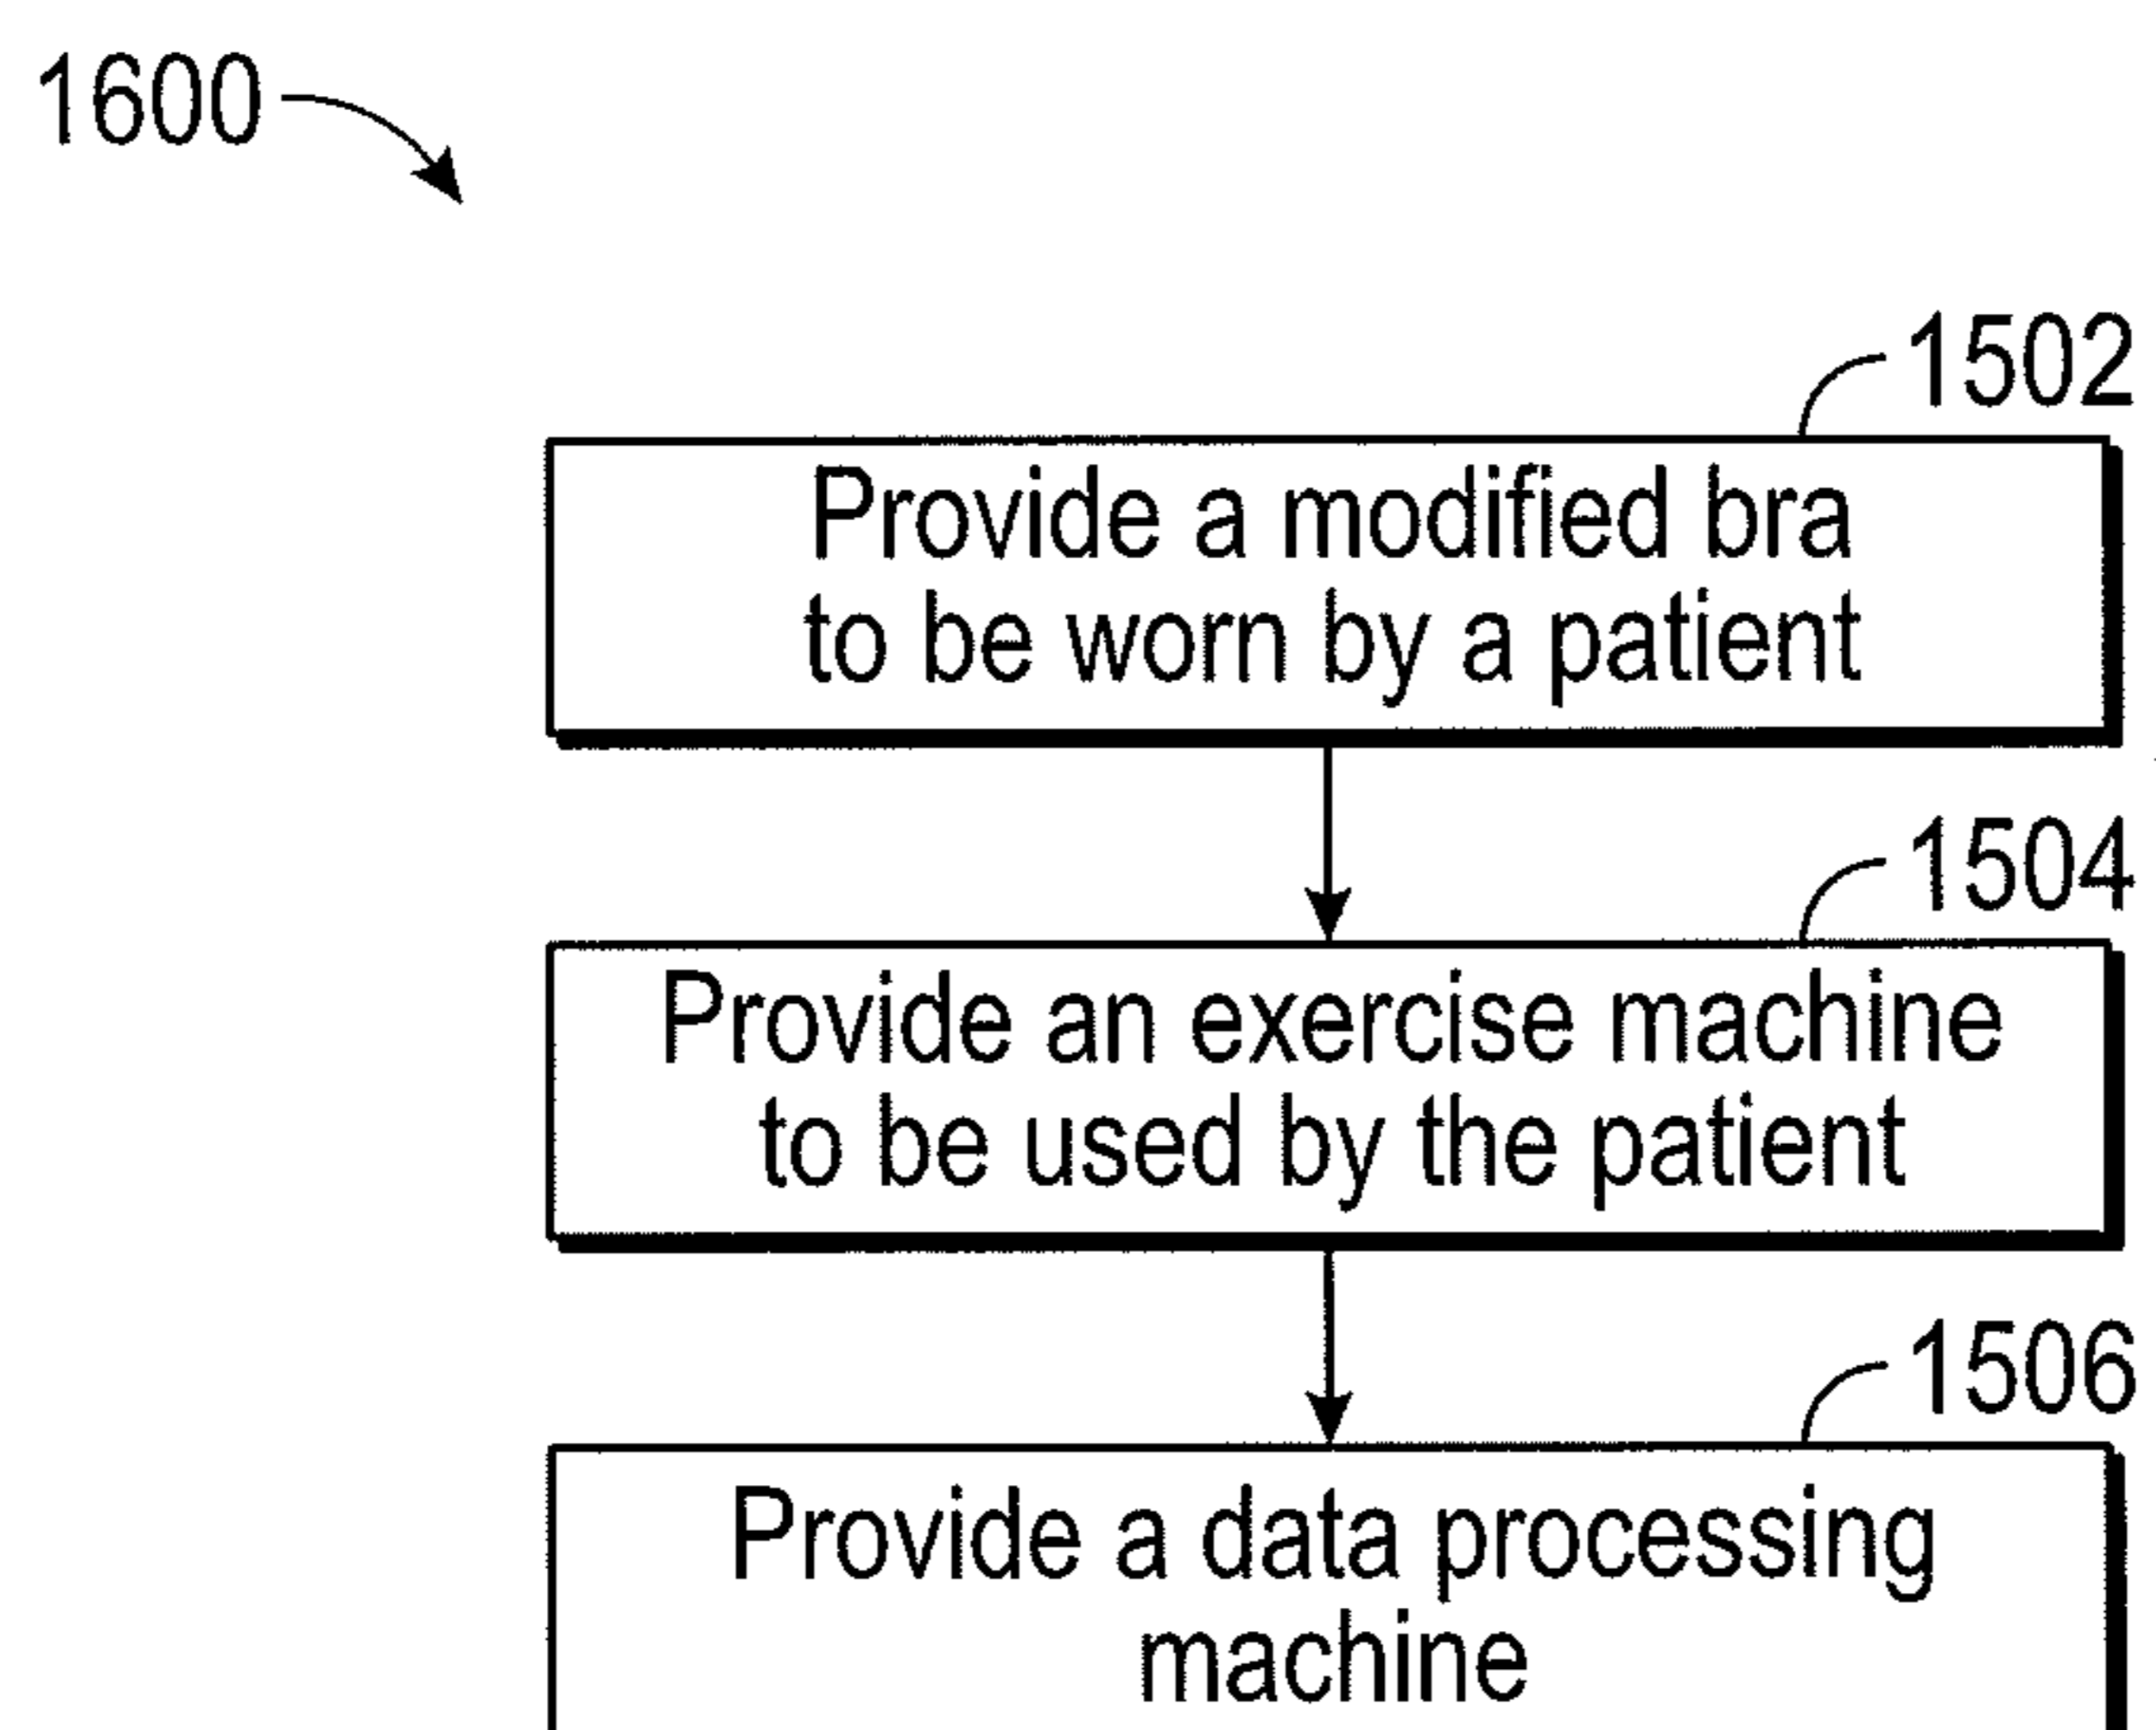 1600
1502
Provide a modified bra
to be worn by a patient
1504
Provide an exercise machine
to be used by the patient
1506
Provide a data processing
machine